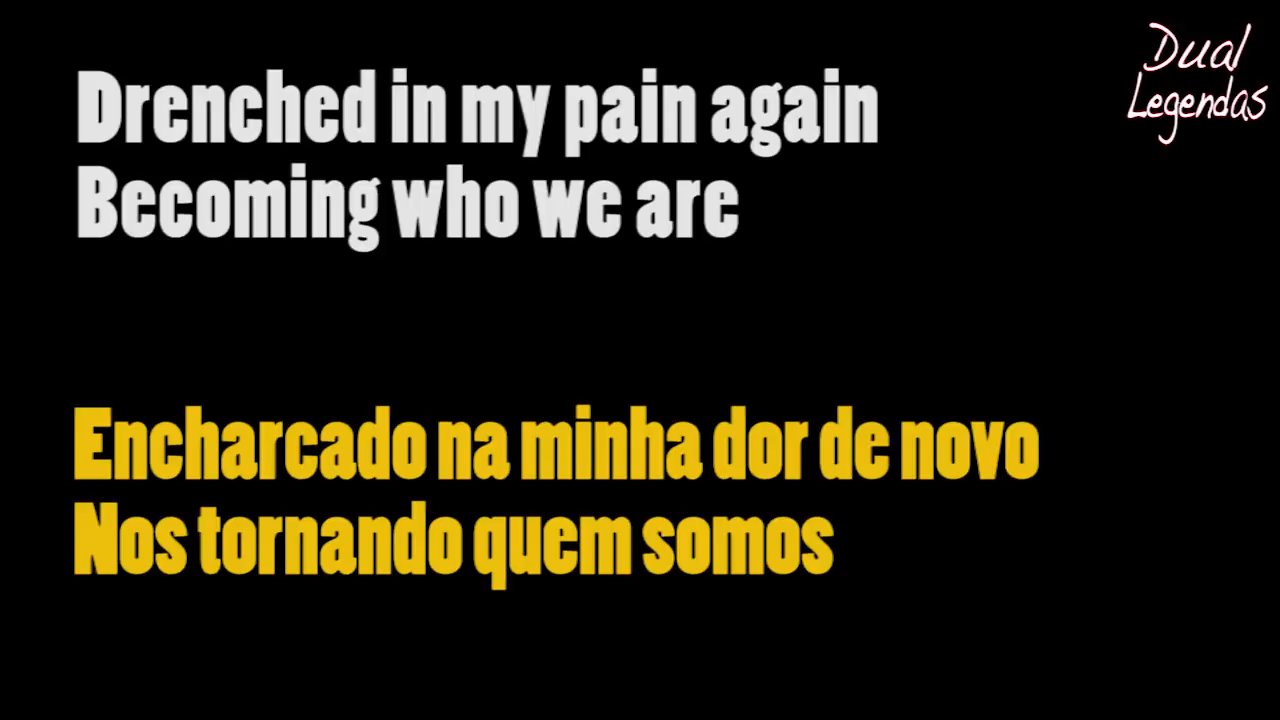 Dual
Legendas
Drenched in my pain again
Becoming who we are
Encharcado na minha dor de novo
Nos tornando quem somos